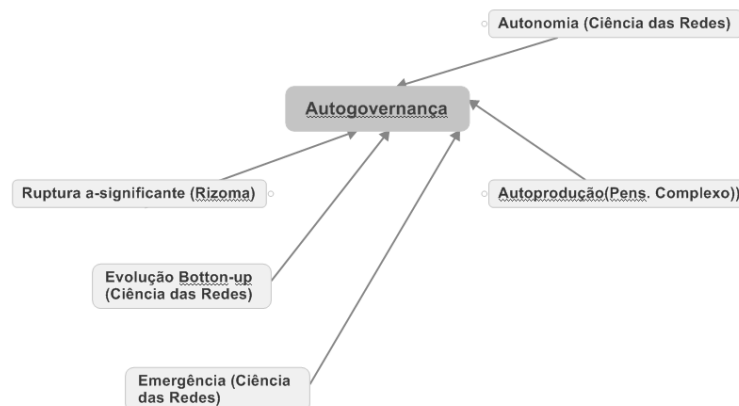 Autonomia (Ciência das Redes)
Autogovernança
Ruptura a-significante (Rizoma)
Autoprodução(Pens. Complexo))
Evolução Botton-up
(Ciência das Redes)
Emergência (Ciência
das Redes)